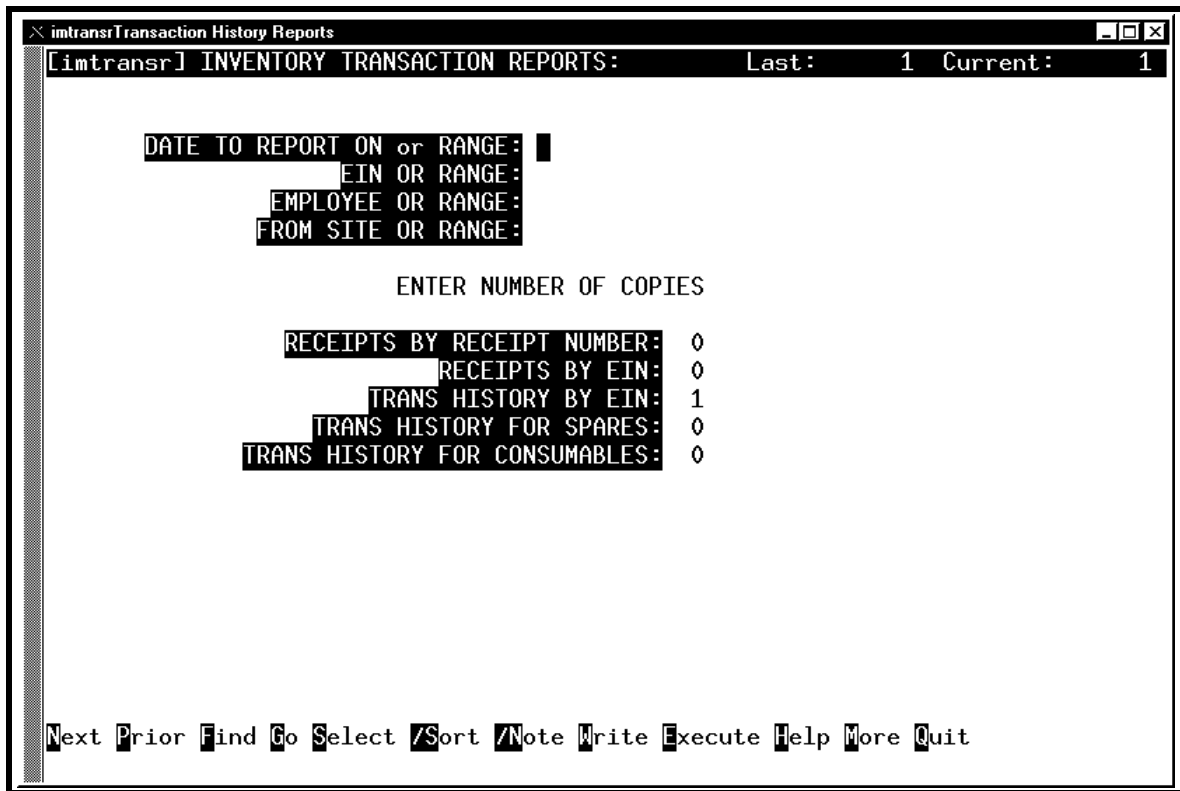 imtransrTransaction History Reports
[imtransr] INVENTORY TRANSACTION REPORTS: Last: 1 Current: 1
DATE TO REPORT ON or RANGE:
EIN OR RANGE:
EMPLOYEE OR RANGE:
FROM SITE OR RANGE:
ENTER NUMBER OF COPIES
RECEIPTS BY RECEIPT NUMBER: 0
RECEIPTS BY EIN: 0
TRANS HISTORY BY EIN: 1
TRANS HISTORY FOR SPARES: 0
TRANS HISTORY FOR CONSUMABLES: 0
Next Prior Find Go Select /Sort /Note Write Execute Help More Quit